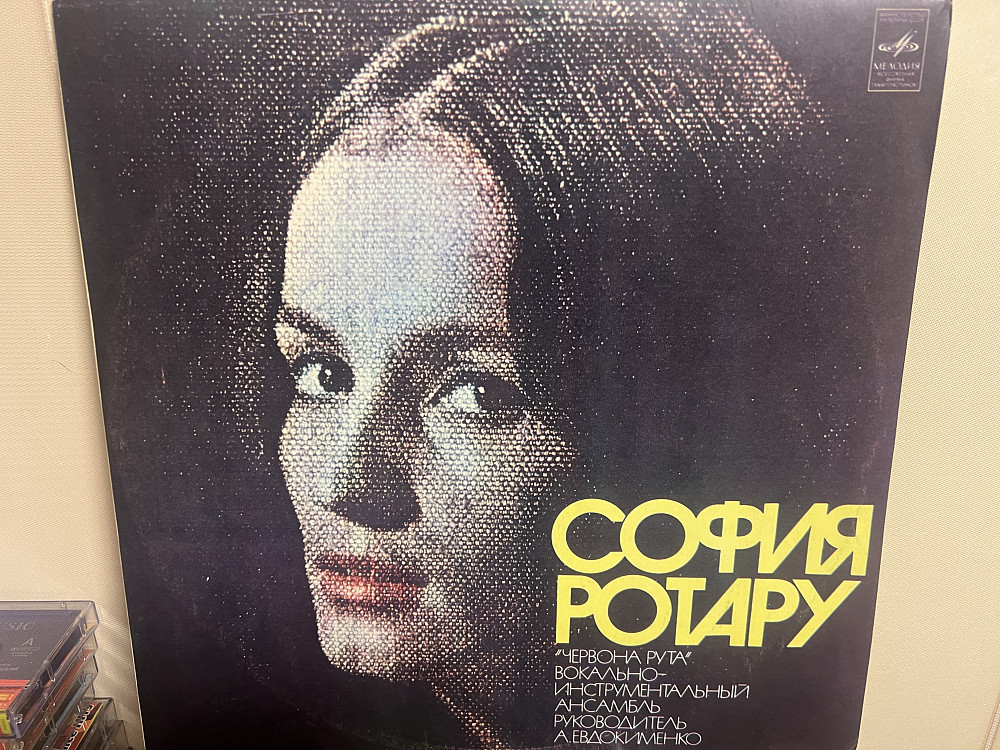 МЕЛОДИЯ
СОФИЯ
РОТАРУ
"ЧЕРВОНА РУТА"
ВОКАЛЬНО-
ИНСТРУМЕНТАЛЬНЫЙ
АНСАМБЛЬ
РУКОВОДИТЕЛЬ
А.ЕВДОКИМЕНКО